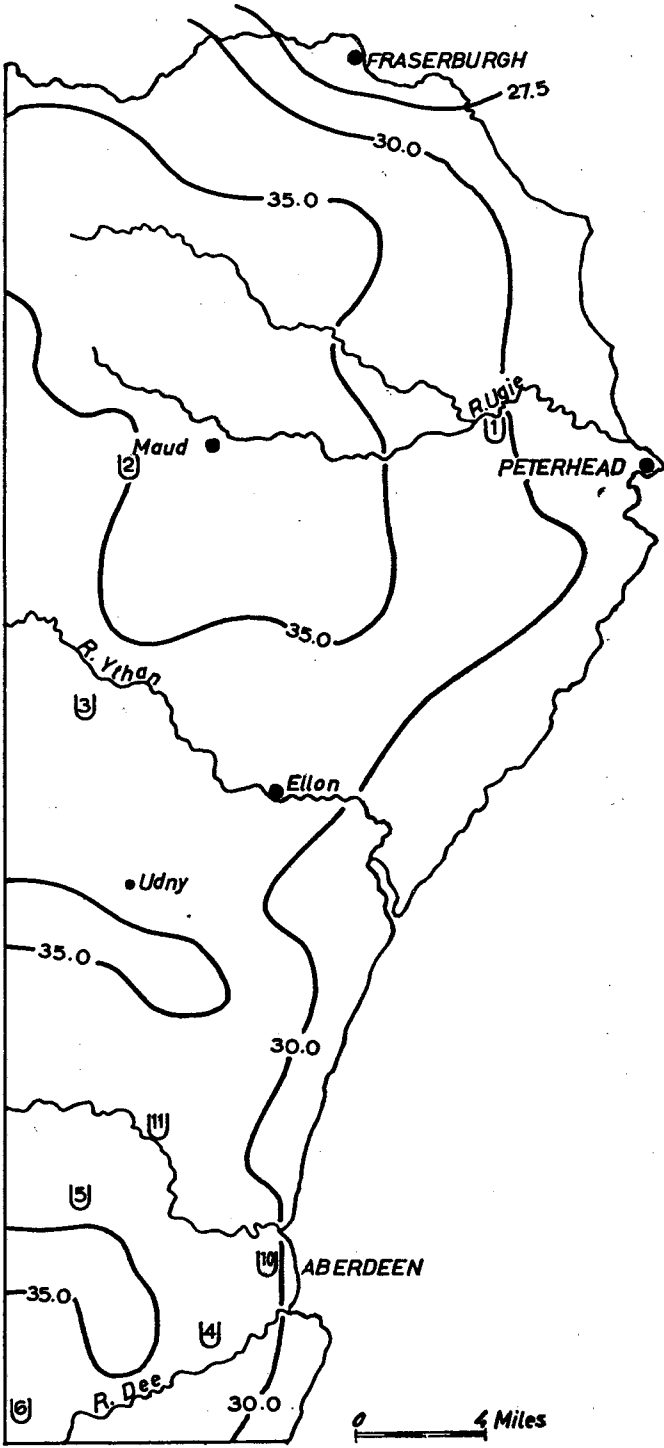 FRASERBURGH
27.5
30.0
35.0
R.Ugie
1
Maud
2
PETERHEAD
35.0
R. Ythan
3
Ellon
Udny
35.0
30.0
11
5
10
ABERDEEN
35.0
4
R. Dee
6
30.0
0 4 Miles